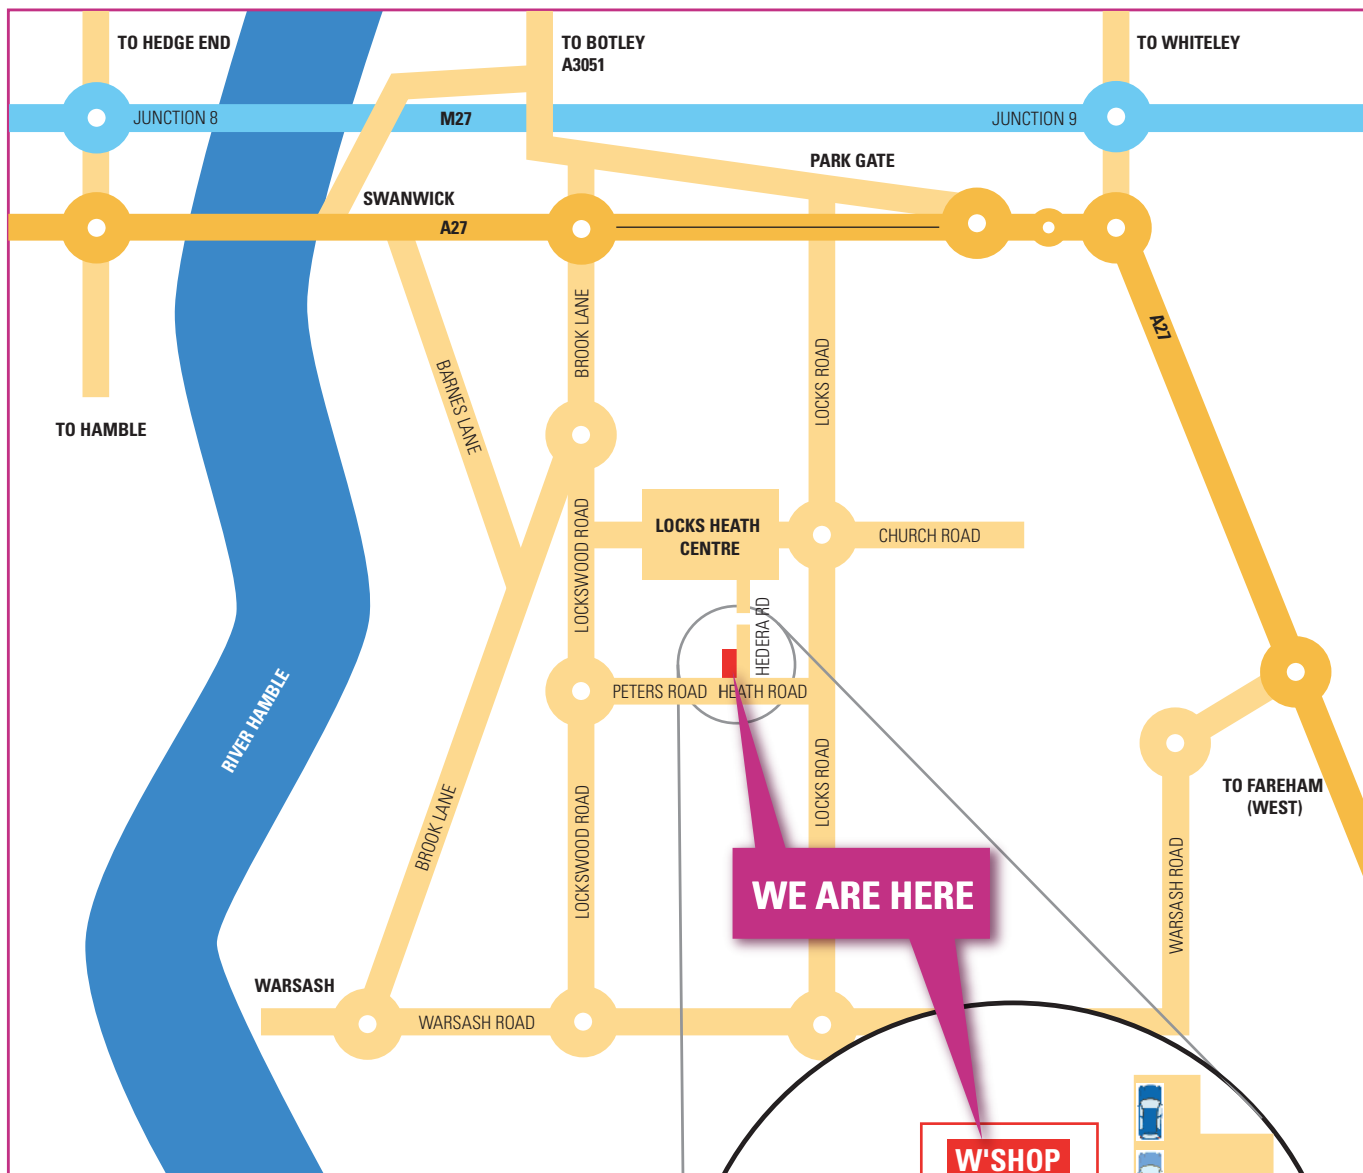 TO HEDGE END
TO BOTLEY
A3051
TO WHITELEY
JUNCTION 8
M27
JUNCTION 9
PARK GATE
SWANWICK
A27
A27
BROOK LANE
BARNES LANE
LOCKS ROAD
TO HAMBLE
LOCKS HEATH
CENTRE
LOCKSWOOD ROAD
CHURCH ROAD
HEDERA RD
PETERS ROAD
HEATH ROAD
RIVER HAMBLE
BROOK LANE
LOCKSWOOD ROAD
LOCKS ROAD
TO FAREHAM
(WEST)
WARSASH ROAD
WE ARE HERE
WARSASH
WARSASH ROAD
W'SHOP